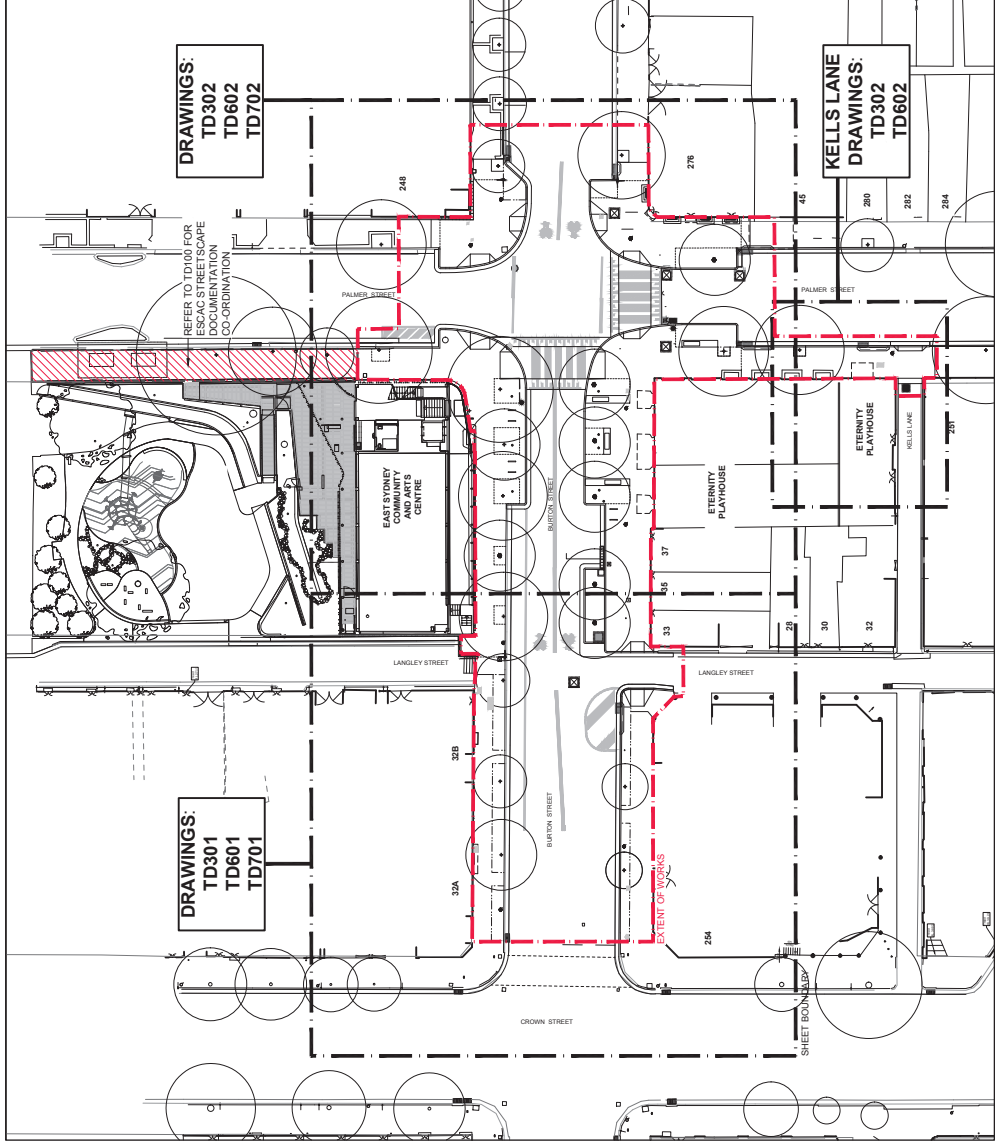 DRAWINGS:
TD302
TD602
TD702
KELLS LANE
DRAWINGS:
TD302
TD602
248
276
45
280
282
284
REFER TO TD100 FOR
ESCAC STREETSCAPE
DOCUMENTATION
CO-ORDINATION
PALMER STREET
PALMER STREET
EAST SYDNEY
COMMUNITY
AND ARTS
CENTRE
BURTON STREET
ETERNITY
PLAYHOUSE
ETERNITY
PLAYHOUSE
KELLS LANE
251
37
35
33
28
30
32
LANGLEY STREET
LANGLEY STREET
DRAWINGS:
TD301
TD601
TD701
32B
32A
BURTON STREET
EXTENT OF WORKS
254
SHEET BOUNDARY
CROWN STREET